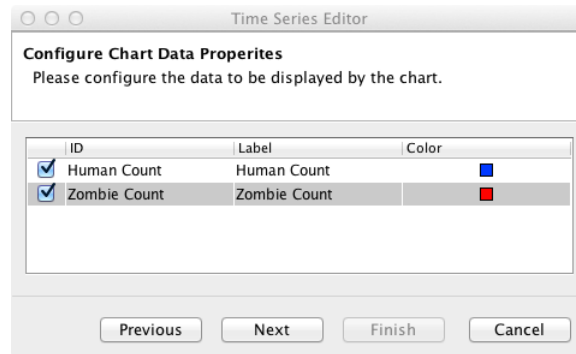 Time Series Editor
Configure Chart Data Properites
Please configure the data to be displayed by the chart.
ID Label Color
Human Count Human Count
Zombie Count Zombie Count
Previous Next Finish Cancel